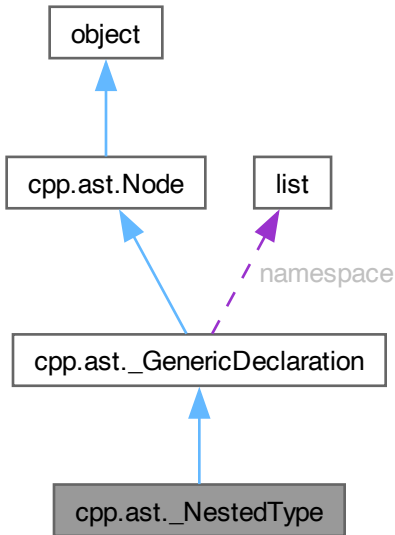 object
cpp.ast.Node
list
namespace
cpp.ast._GenericDeclaration
cpp.ast._NestedType